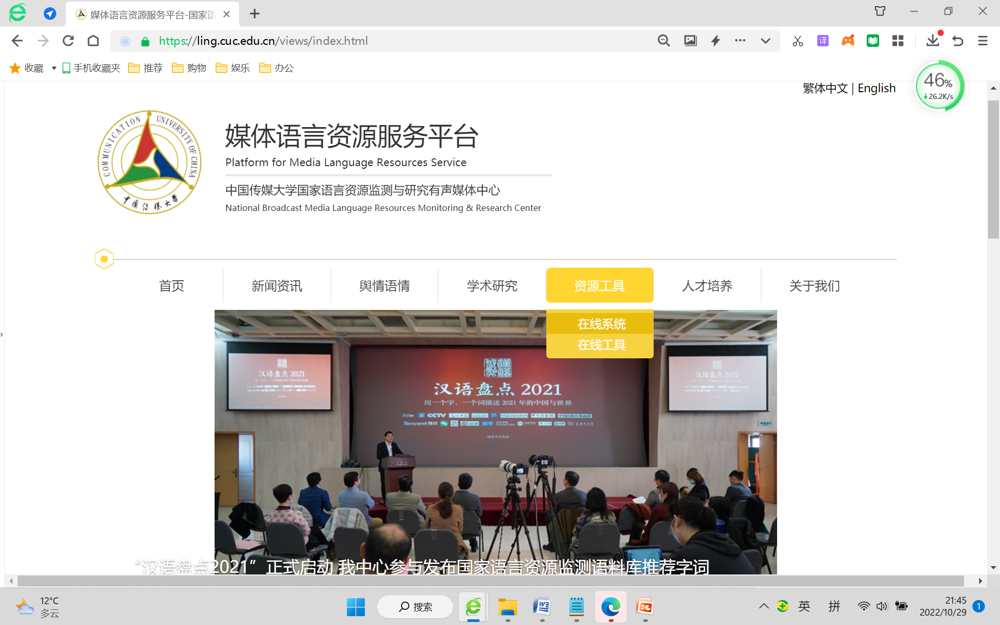 媒体语言资源服务平台-国家语
https://ling.cuc.edu.cn/views/index.html
译
收藏 手机收藏夹 推荐 购物 娱乐 办公
46%
26.2K/s
繁体中文 | English
COMMUNICATION UNIVERSITY OF CHINA
中国传媒大学
媒体语言资源服务平台
Platform for Media Language Resources Service
中国传媒大学国家语言资源监测与研究有声媒体中心
National Broadcast Media Language Resources Monitoring & Research Center
首页 新闻资讯 舆情语情 学术研究 资源工具 人才培养 关于我们
在线系统
在线工具
汉语盘点 2021
汉语盘点 2021
汉语盘点 2021
用一个字、一个词描述 2021 年的中国与世界
CCTV
Tencent 腾讯 知乎
“汉语盘点2021”正式启动 我中心参与发布国家语言资源监测语料库推荐字词
12°C
多云
搜索
英 拼
21:45
2022/10/29
1